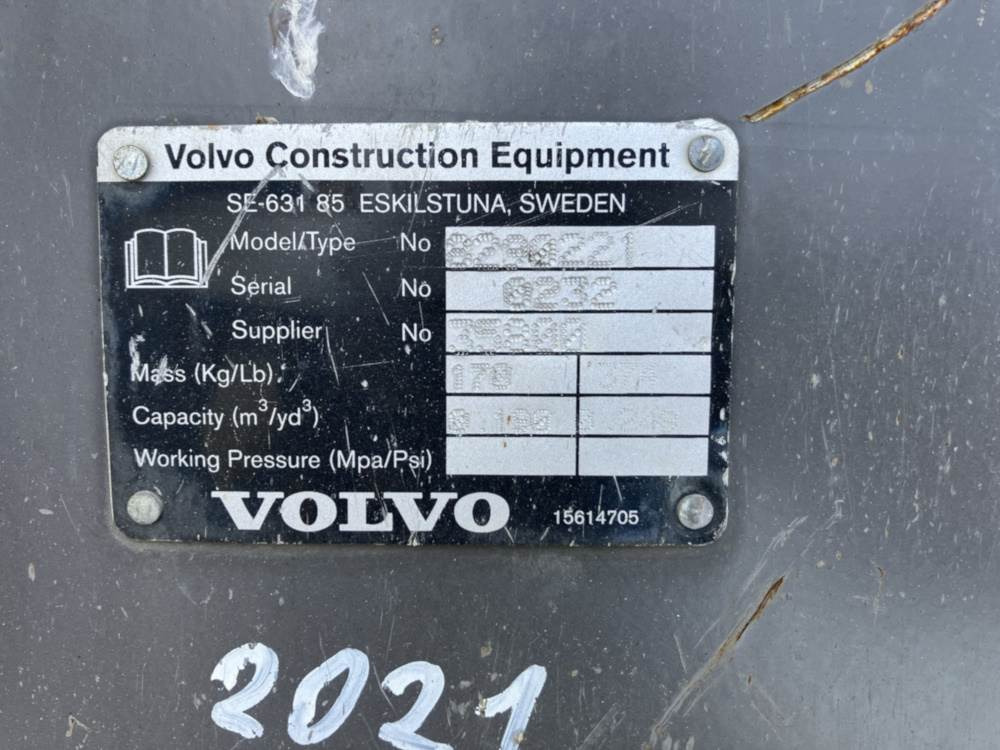 Volvo Construction Equipment
SE-631 85 ESKILSTUNA, SWEDEN
Model/Type No
Serial No 0232
Supplier No
Mass (Kg/Lb)
Capacity (m³/yd³)
Working Pressure (Mpa/Psi)
VOLVO 15614705
2021